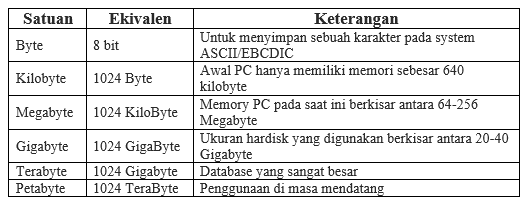 Satuan Ekivalen Keterangan
Byte 8 bit Untuk menyimpan sebuah karakter pada system
ASCII/EBCDIC
Kilobyte 1024 Byte Awal PC hanya memiliki memori sebesar 640
kilobyte
Megabyte 1024 KiloByte Memory PC pada saat ini berkisar antara 64-256
Megabyte
Gigabyte 1024 GigaByte Ukuran hardisk yang digunakan berkisar antara 20-40
Gigabyte
Terabyte 1024 Gigabyte Database yang sangat besar
Petabyte 1024 TeraByte Penggunaan di masa mendatang